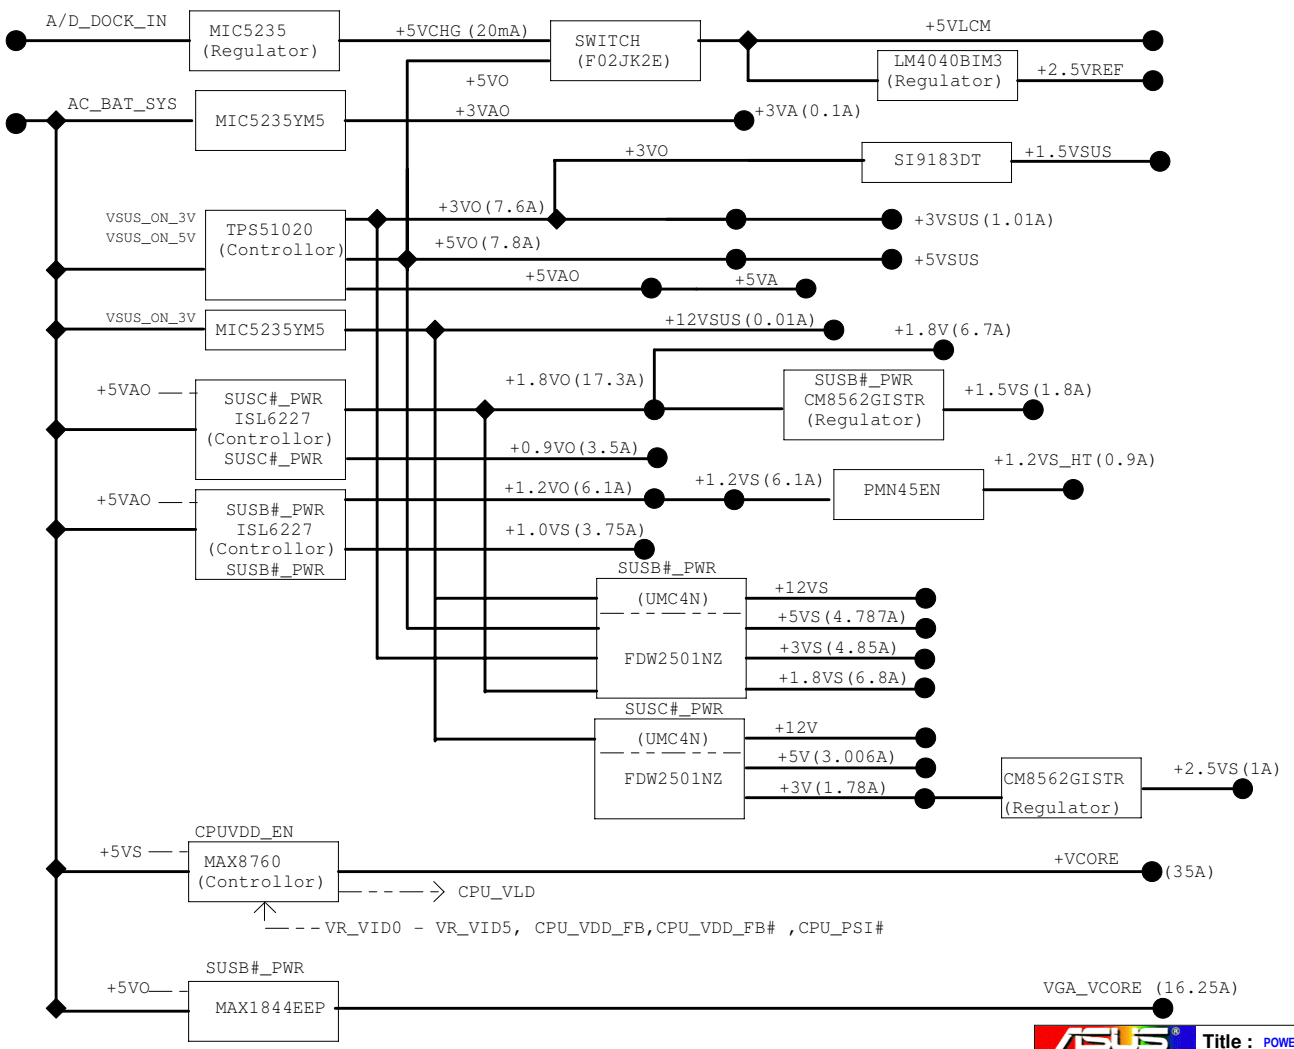 A/D_DOCK_IN
MIC5235
(Regulator)
+5VCHG (20mA)
SWITCH
(F02JK2E)
+5VLCM
LM4040BIM3
(Regulator)
+2.5VREF
+5VO
AC_BAT_SYS
MIC5235YM5
+3VAO
+3VA(0.1A)
+3VO
SI9183DT
+1.5VSUS
VSUS_ON_3V
VSUS_ON_5V
TPS51020
(Controllor)
+3VO(7.6A)
+3VSUS(1.01A)
+5VO(7.8A)
+5VSUS
+5VAO
+5VA
VSUS_ON_3V
MIC5235YM5
+12VSUS(0.01A)
+1.8V(6.7A)
+5VAO
SUSC#_PWR
ISL6227
(Controllor)
SUSC#_PWR
+1.8VO(17.3A)
SUSB#_PWR
CM8562GISTR
(Regulator)
+1.5VS(1.8A)
+0.9VO(3.5A)
+5VAO
SUSB#_PWR
ISL6227
(Controllor)
SUSB#_PWR
+1.2VO(6.1A)
+1.2VS(6.1A)
PMN45EN
+1.2VS_HT(0.9A)
+1.0VS(3.75A)
SUSB#_PWR
(UMC4N)
FDW2501NZ
+12VS
+5VS(4.787A)
+3VS(4.85A)
+1.8VS(6.8A)
SUSC#_PWR
(UMC4N)
FDW2501NZ
+12V
+5V(3.006A)
+3V(1.78A)
CM8562GISTR
(Regulator)
+2.5VS(1A)
CPUVDD_EN
+5VS
MAX8760
(Controllor)
+VCORE
(35A)
CPU_VLD
VR_VID0 - VR_VID5, CPU_VDD_FB,CPU_VDD_FB# ,CPU_PSI#
SUSB#_PWR
+5VO
MAX1844EEP
VGA_VCORE (16.25A)
ASUS®
Title : POWE